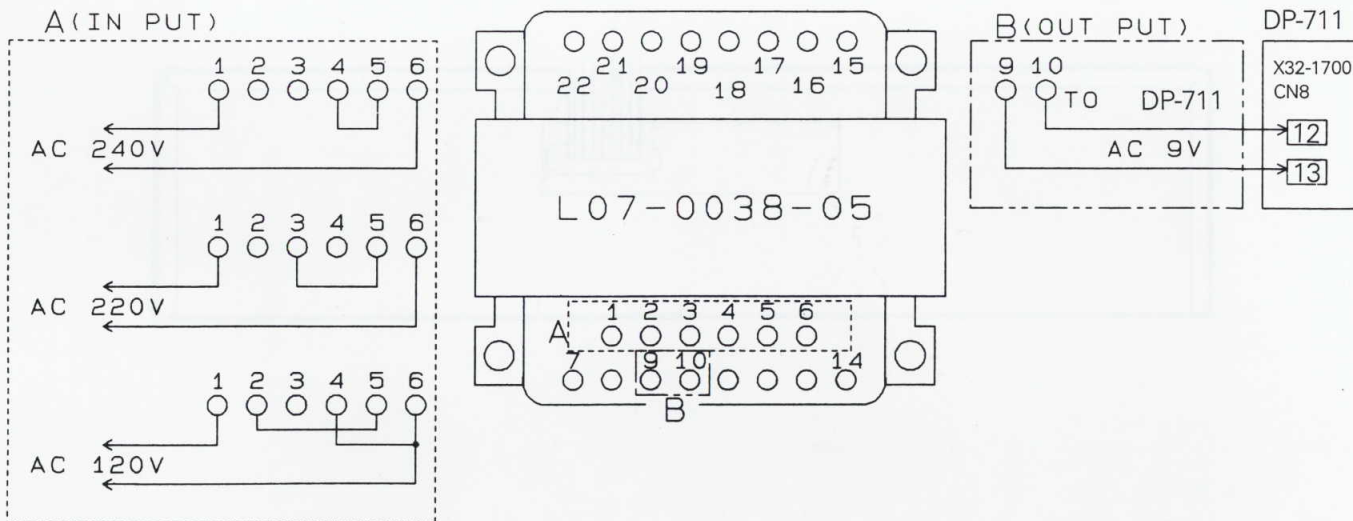 A(IN PUT)
1 2 3 4 5 6
AC 240V
1 2 3 4 5 6
AC 220V
1 2 3 4 5 6
AC 120V
21 19 17 15
22 20 18 16
L07-0038-05
1 2 3 4 5 6
A
7 9 10 14
B
B(OUT PUT)
9 10
TO DP-711
AC 9V
DP-711
X32-1700
CN8
12
13